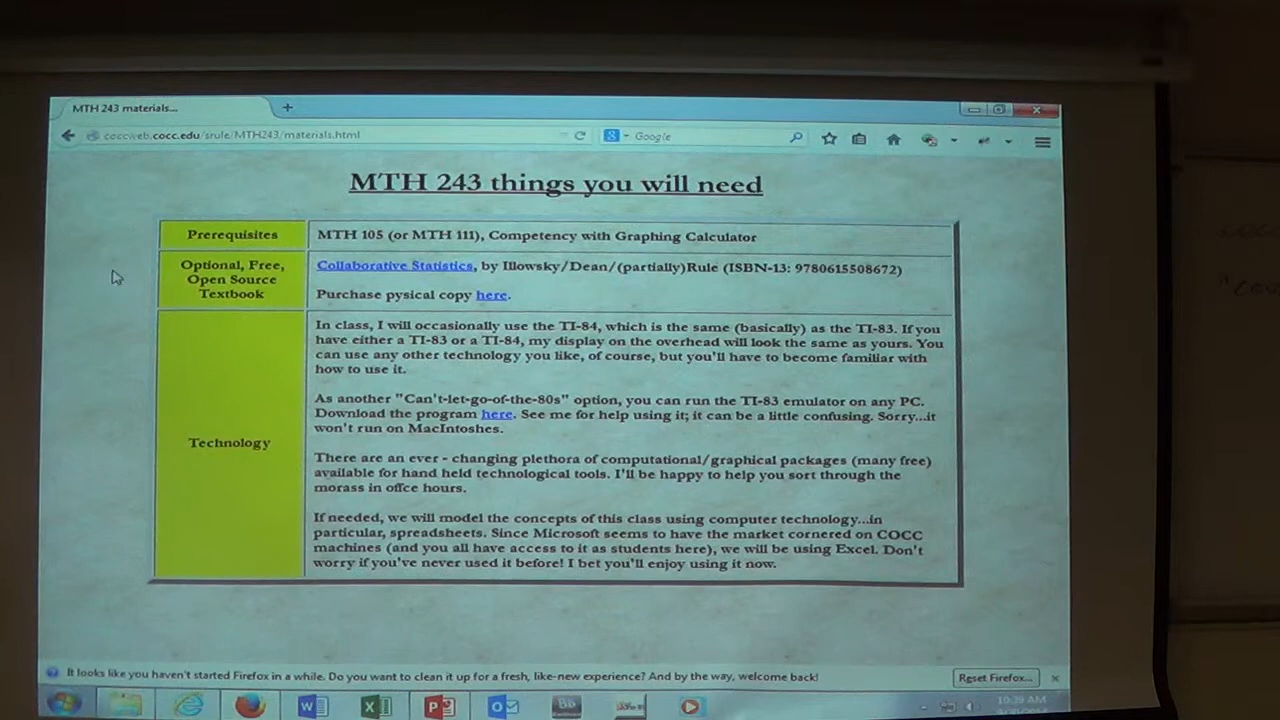 MTH 243 materials...
coccweb.cocc.edu/srule/MTH243/materials.html
Google
MTH 243 things you will need
Prerequisites
MTH 105 (or MTH 111), Competency with Graphing Calculator
Optional, Free,
Open Source
Textbook
Collaborative Statistics, by Illowsky/Dean/(partially)Rule (ISBN-13: 9780615508672)
Purchase pysical copy here.
Technology
In class, I will occasionally use the TI-84, which is the same (basically) as the TI-83. If you
have either a TI-83 or a TI-84, my display on the overhead will look the same as yours. You
can use any other technology you like, of course, but you'll have to become familiar with
how to use it.
As another "Can't-let-go-of-the-80s" option, you can run the TI-83 emulator on any PC.
Download the program here. See me for help using it; it can be a little confusing. Sorry...it
won't run on MacIntoshes.
There are an ever - changing plethora of computational/graphical packages (many free)
available for hand held technological tools. I'll be happy to help you sort through the
morass in offce hours.
If needed, we will model the concepts of this class using computer technology...in
particular, spreadsheets. Since Microsoft seems to have the market cornered on COCC
machines (and you all have access to it as students here), we will be using Excel. Don't
worry if you've never used it before! I bet you'll enjoy using it now.
It looks like you haven't started Firefox in a while. Do you want to clean it up for a fresh, like-new experience? And by the way, welcome back!
Reset Firefox...
Bb